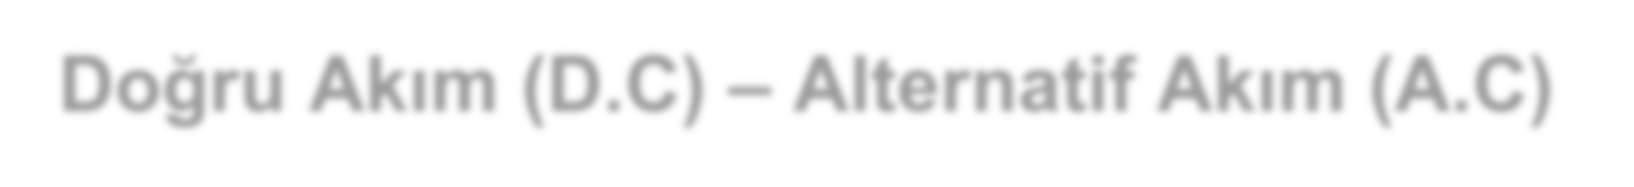 Doğru Akım (D.C) – Alternatif Akım (A.C)